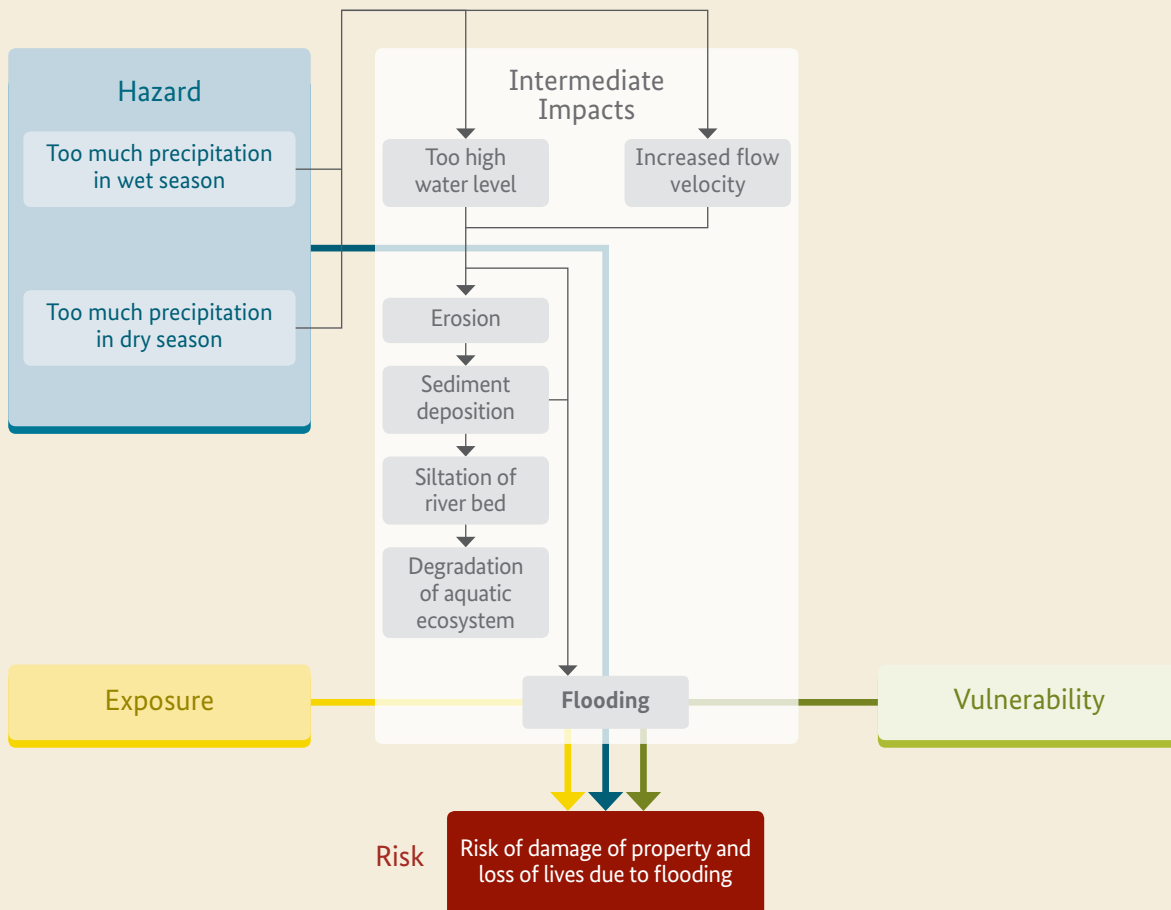 Hazard
Too much precipitation
in wet season
Too much precipitation
in dry season
Intermediate
Impacts
Too high
water level
Increased flow
velocity
Erosion
Sediment
deposition
Siltation of
river bed
Degradation
of aquatic
ecosystem
Exposure
Flooding
Vulnerability
Risk
Risk of damage of property and
loss of lives due to flooding